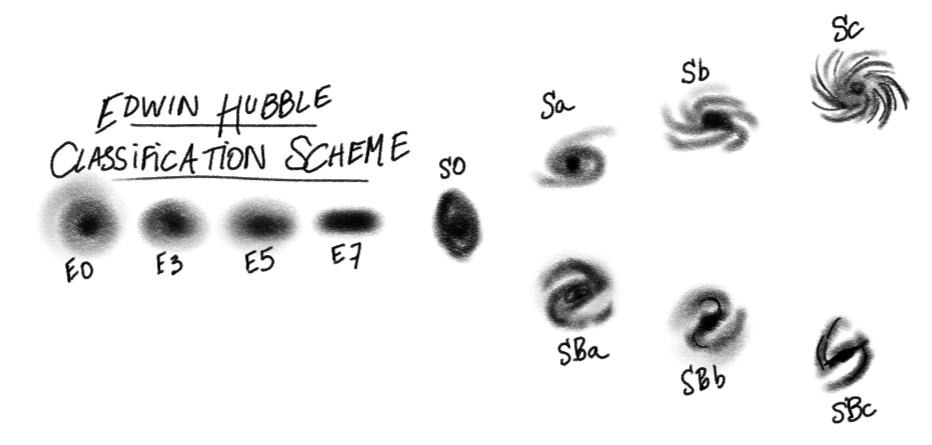 EDWIN HUBBLE
CLASSIFICATION SCHEME
E0
E3
E5
E7
S0
Sa
Sb
Sc
SBa
SBb
SBc